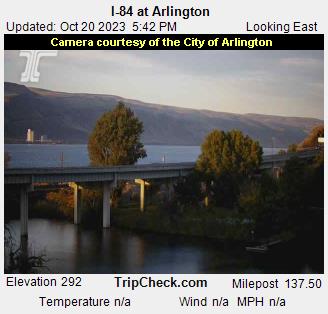 I-84 at Arlington
Updated: Oct 20 2023 5:42 PM Looking East
Camera courtesy of the City of Arlington
Elevation 292 TripCheck.com Milepost 137.50
Temperature n/a Wind n/a MPH n/a